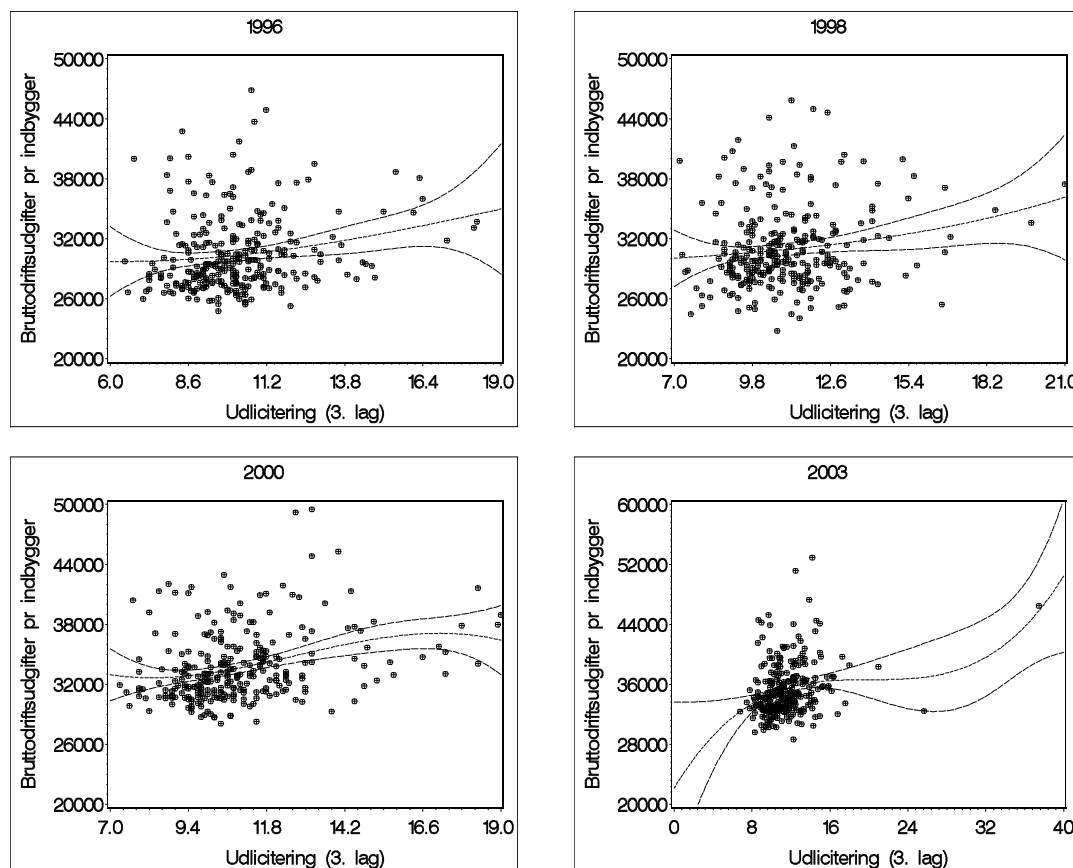 1996
Bruttodriftsudgifter pr indbygger
50000
44000
38000
32000
26000
20000
6.0 8.6 11.2 13.8 16.4 19.0
Udlicitering (3. lag)
1998
Bruttodriftsudgifter pr indbygger
50000
44000
38000
32000
26000
20000
7.0 9.8 12.6 15.4 18.2 21.0
Udlicitering (3. lag)
2000
Bruttodriftsudgifter pr indbygger
50000
44000
38000
32000
26000
20000
7.0 9.4 11.8 14.2 16.6 19.0
Udlicitering (3. lag)
2003
Bruttodriftsudgifter pr indbygger
60000
52000
44000
36000
28000
20000
0 8 16 24 32 40
Udlicitering (3. lag)